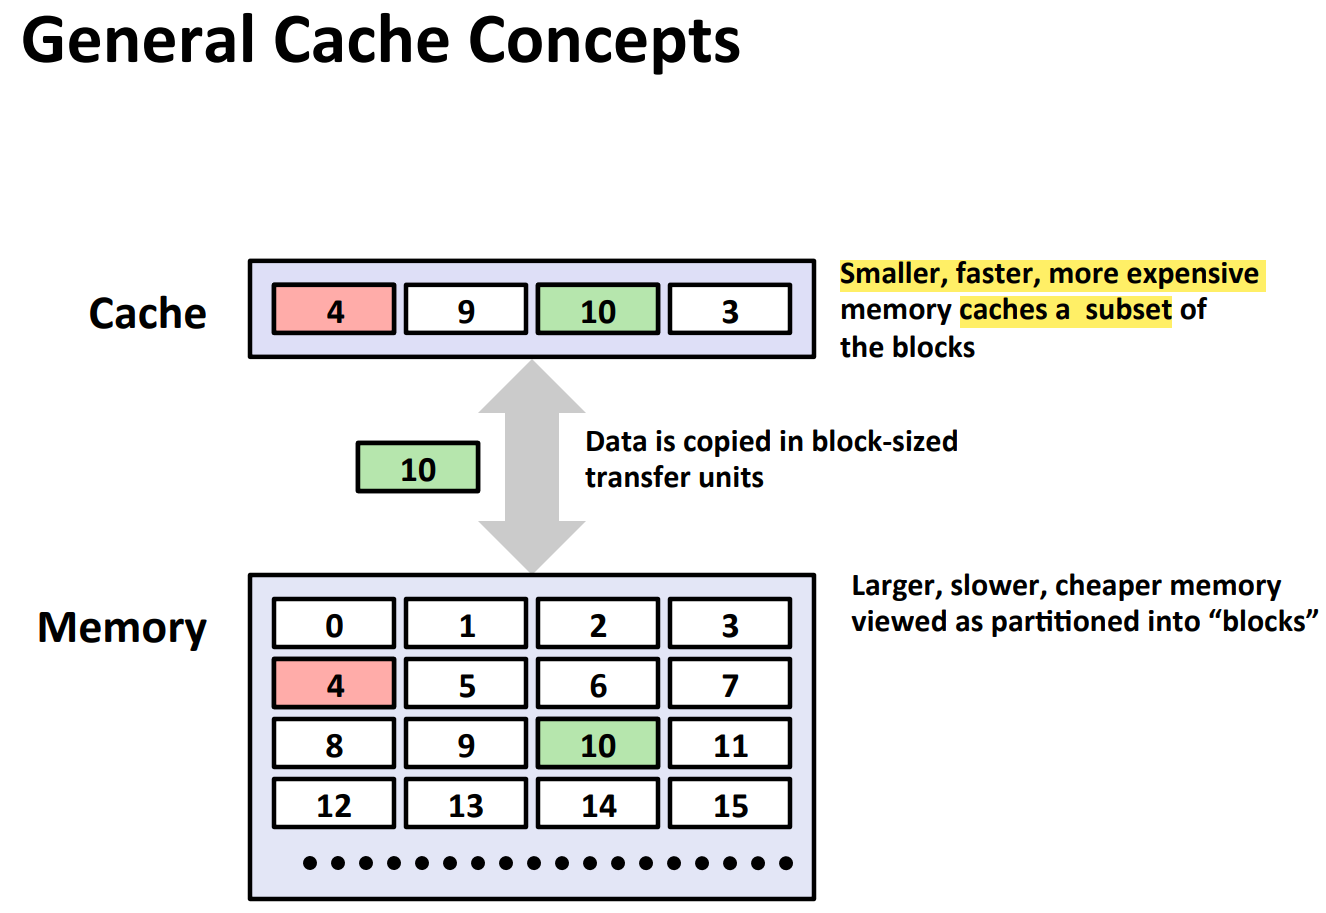 General Cache Concepts
Cache
4 9 10 3
Smaller, faster, more expensive
memory caches a subset of
the blocks
10
Data is copied in block-sized
transfer units
Memory
0 1 2 3
4 5 6 7
8 9 10 11
12 13 14 15
Larger, slower, cheaper memory
viewed as partitioned into “blocks”